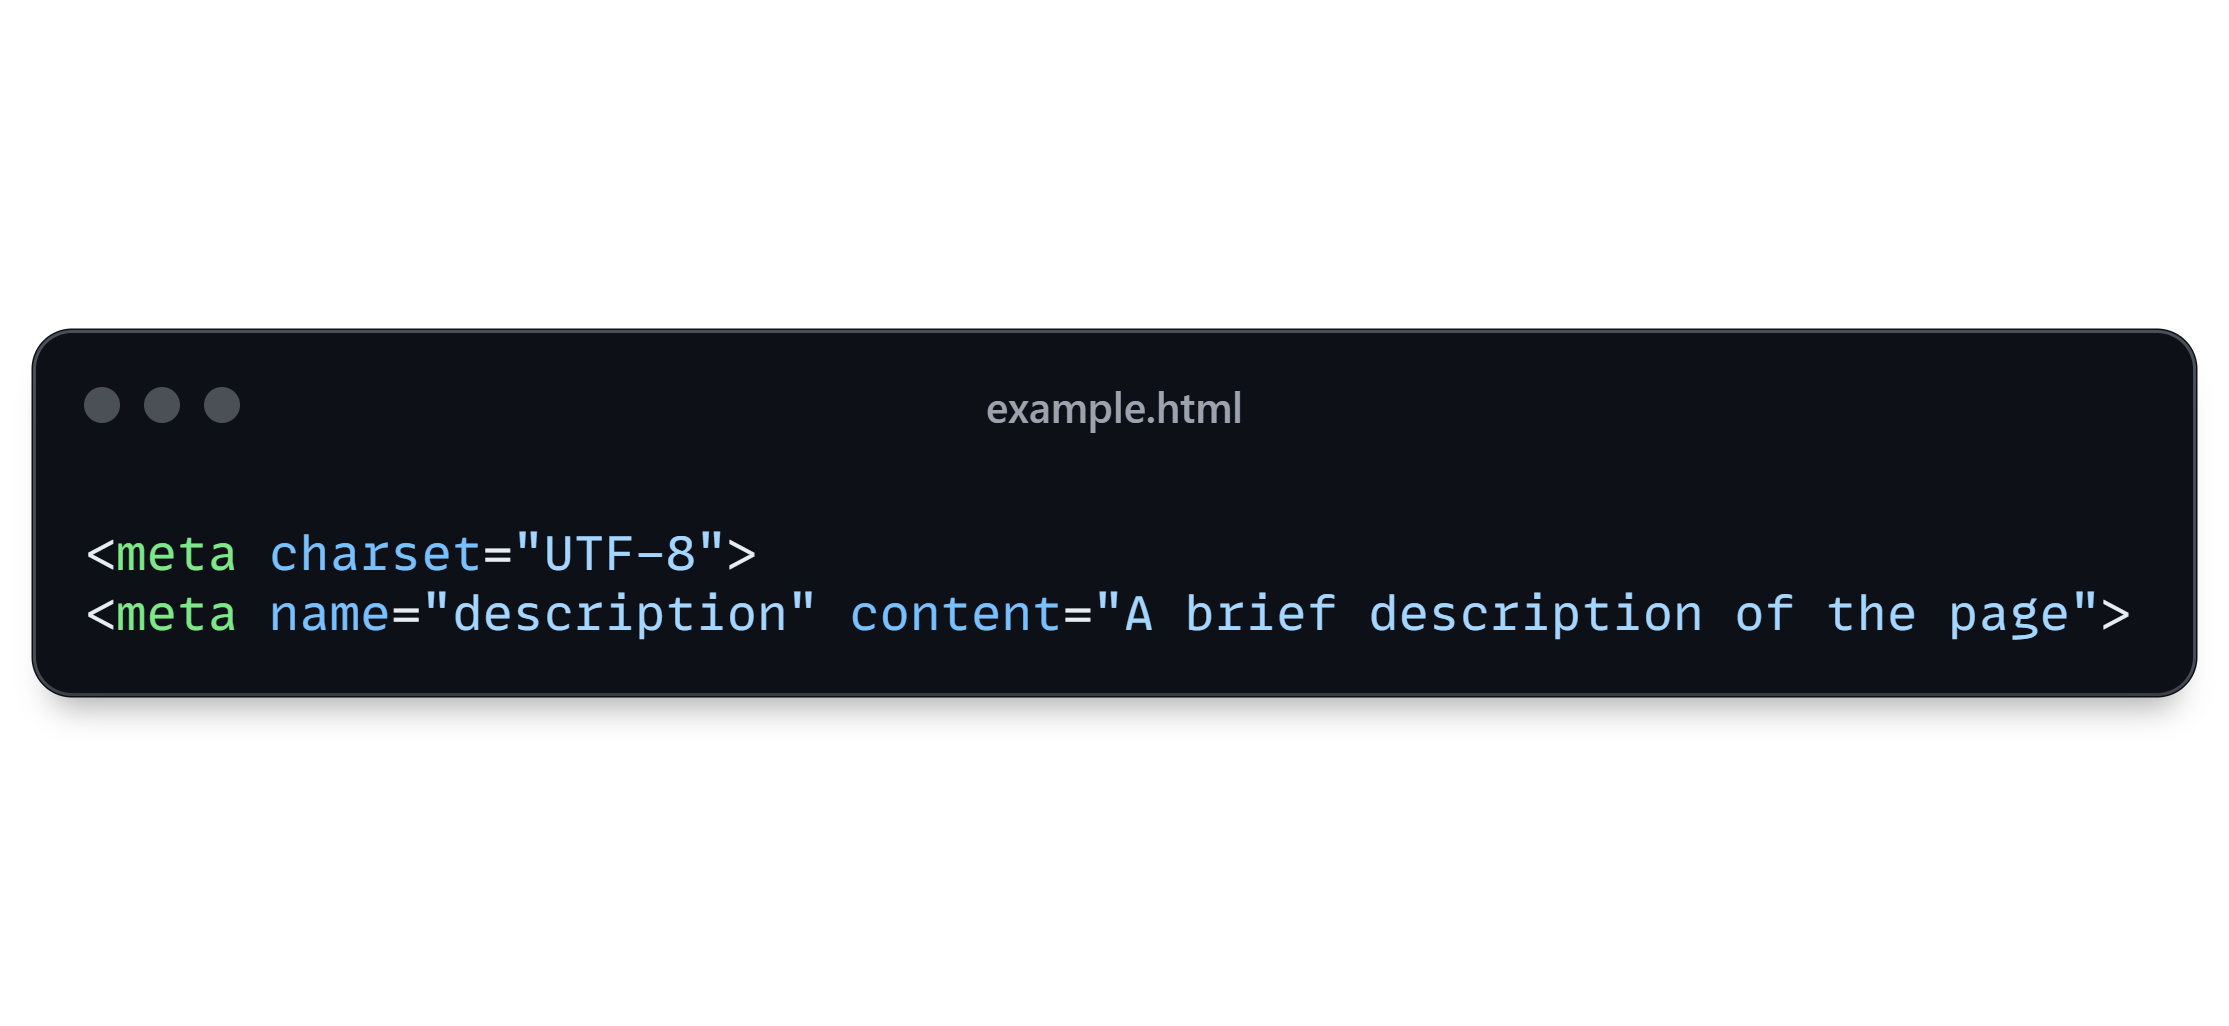 example.html
<meta charset="UTF-8">
<meta name="description" content="A brief description of the page">